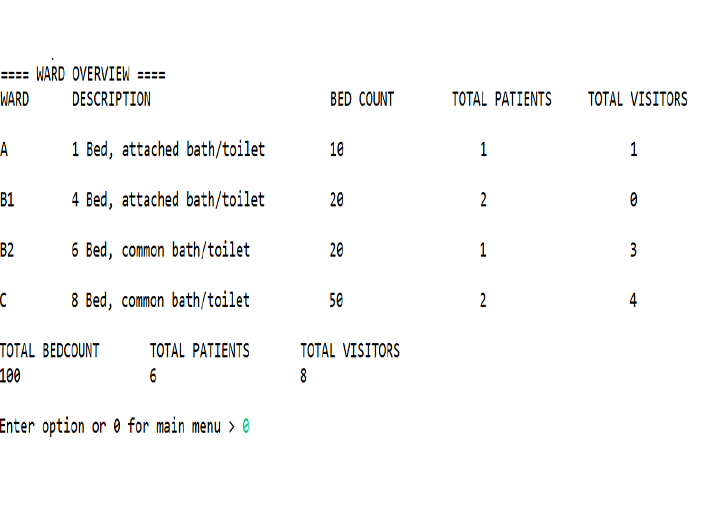 ==== WARD OVERVIEW ====
WARD DESCRIPTION BED COUNT TOTAL PATIENTS TOTAL VISITORS
A 1 Bed, attached bath/toilet 10 1 1
B1 4 Bed, attached bath/toilet 20 2 0
B2 6 Bed, common bath/toilet 20 1 3
C 8 Bed, common bath/toilet 50 2 4
TOTAL BEDCOUNT TOTAL PATIENTS TOTAL VISITORS
100 6 8
Enter option or 0 for main menu > 0